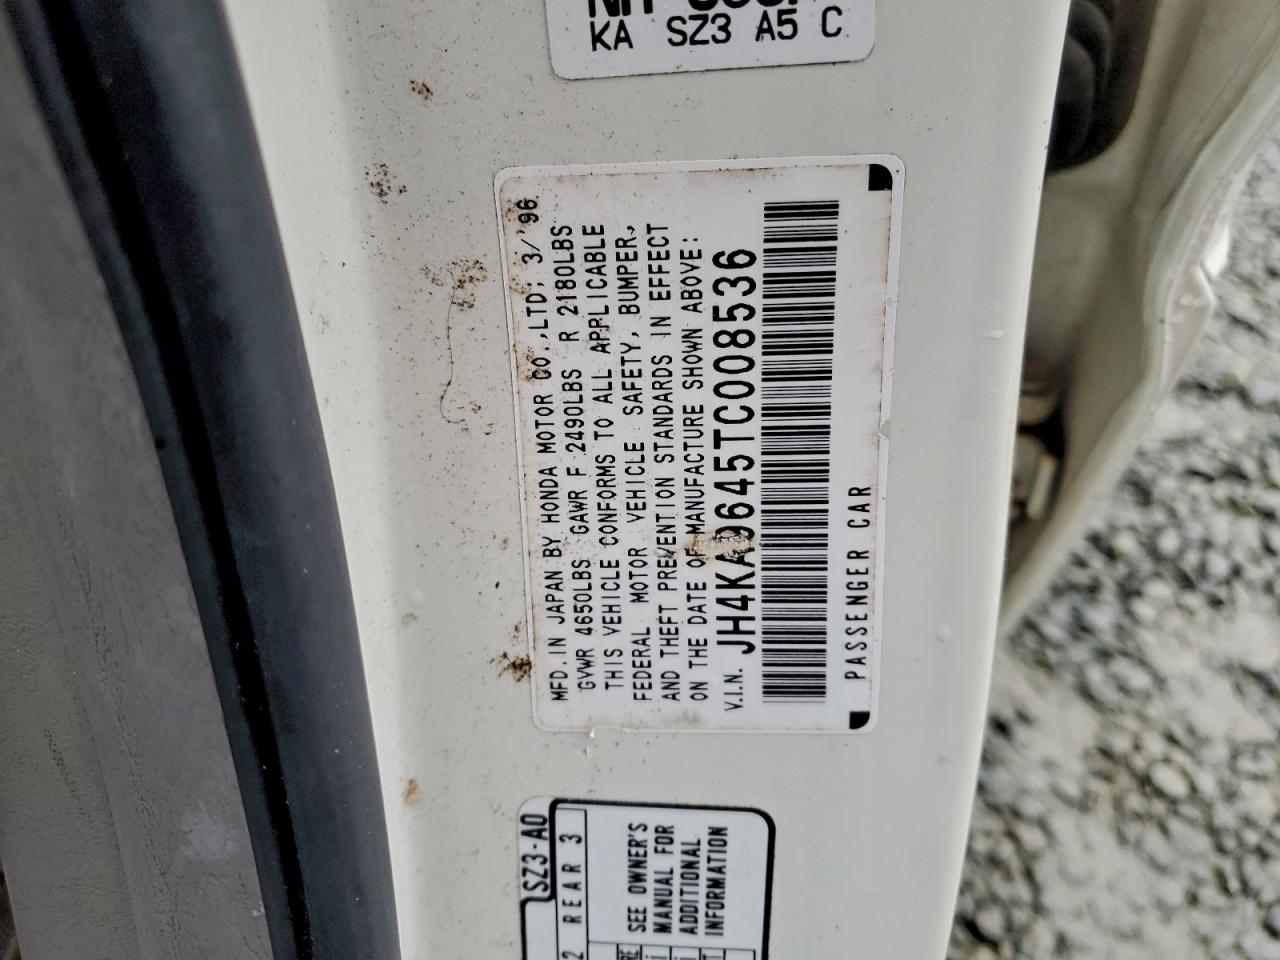 KA SZ3 A5 C
MFD. IN JAPAN BY HONDA MOTOR CO.,LTD; 3/'96
GVWR 4650LBS GAWR F 2490LBS R 2180LBS
THIS VEHICLE CONFORMS TO ALL APPLICABLE
FEDERAL MOTOR VEHICLE SAFETY, BUMPER,
AND THEFT PREVENTION STANDARDS IN EFFECT
ON THE DATE OF MANUFACTURE SHOWN ABOVE:
V.I.N. JH4KA9645TC008536
PASSENGER CAR
SZ3-A0
2 REAR 3
SEE OWNER'S
MANUAL FOR
ADDITIONAL
INFORMATION